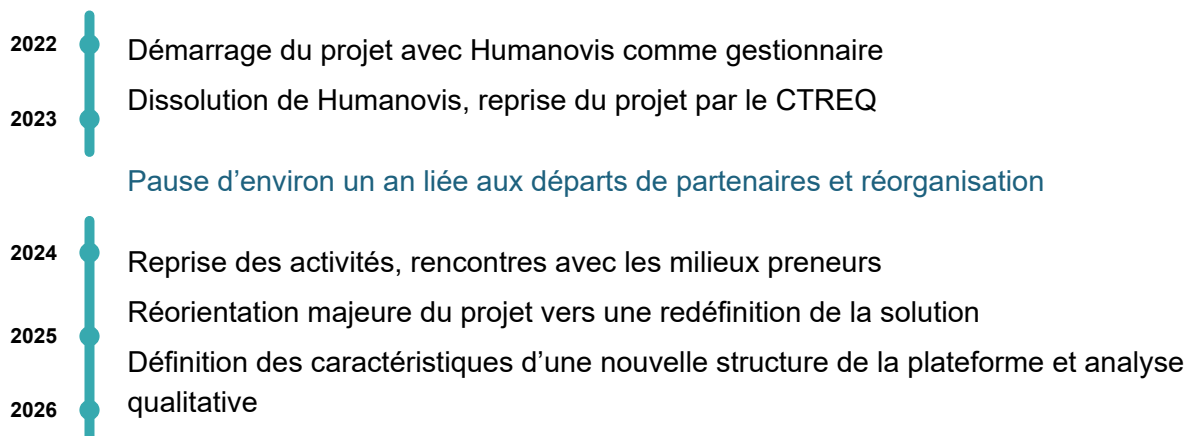 2022
Démarrage du projet avec Humanovis comme gestionnaire
Dissolution de Humanovis, reprise du projet par le CTREQ
2023
Pause d’environ un an liée aux départs de partenaires et réorganisation
2024
Reprise des activités, rencontres avec les milieux preneurs
Réorientation majeure du projet vers une redéfinition de la solution
2025
Définition des caractéristiques d’une nouvelle structure de la plateforme et analyse
qualitative
2026